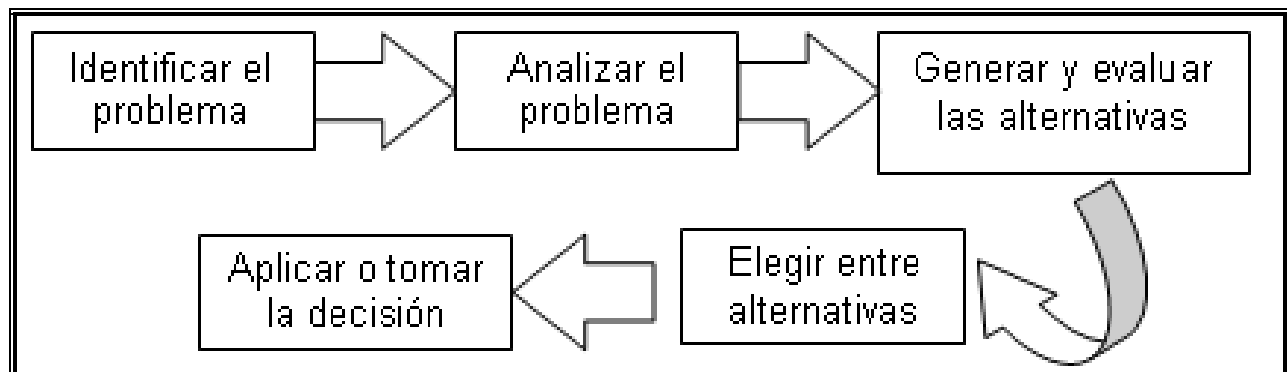 Identificar el
problema
Analizar el
problema
Generar y evaluar
las alternativas
Elegir entre
alternativas
Aplicar o tomar
la decisión